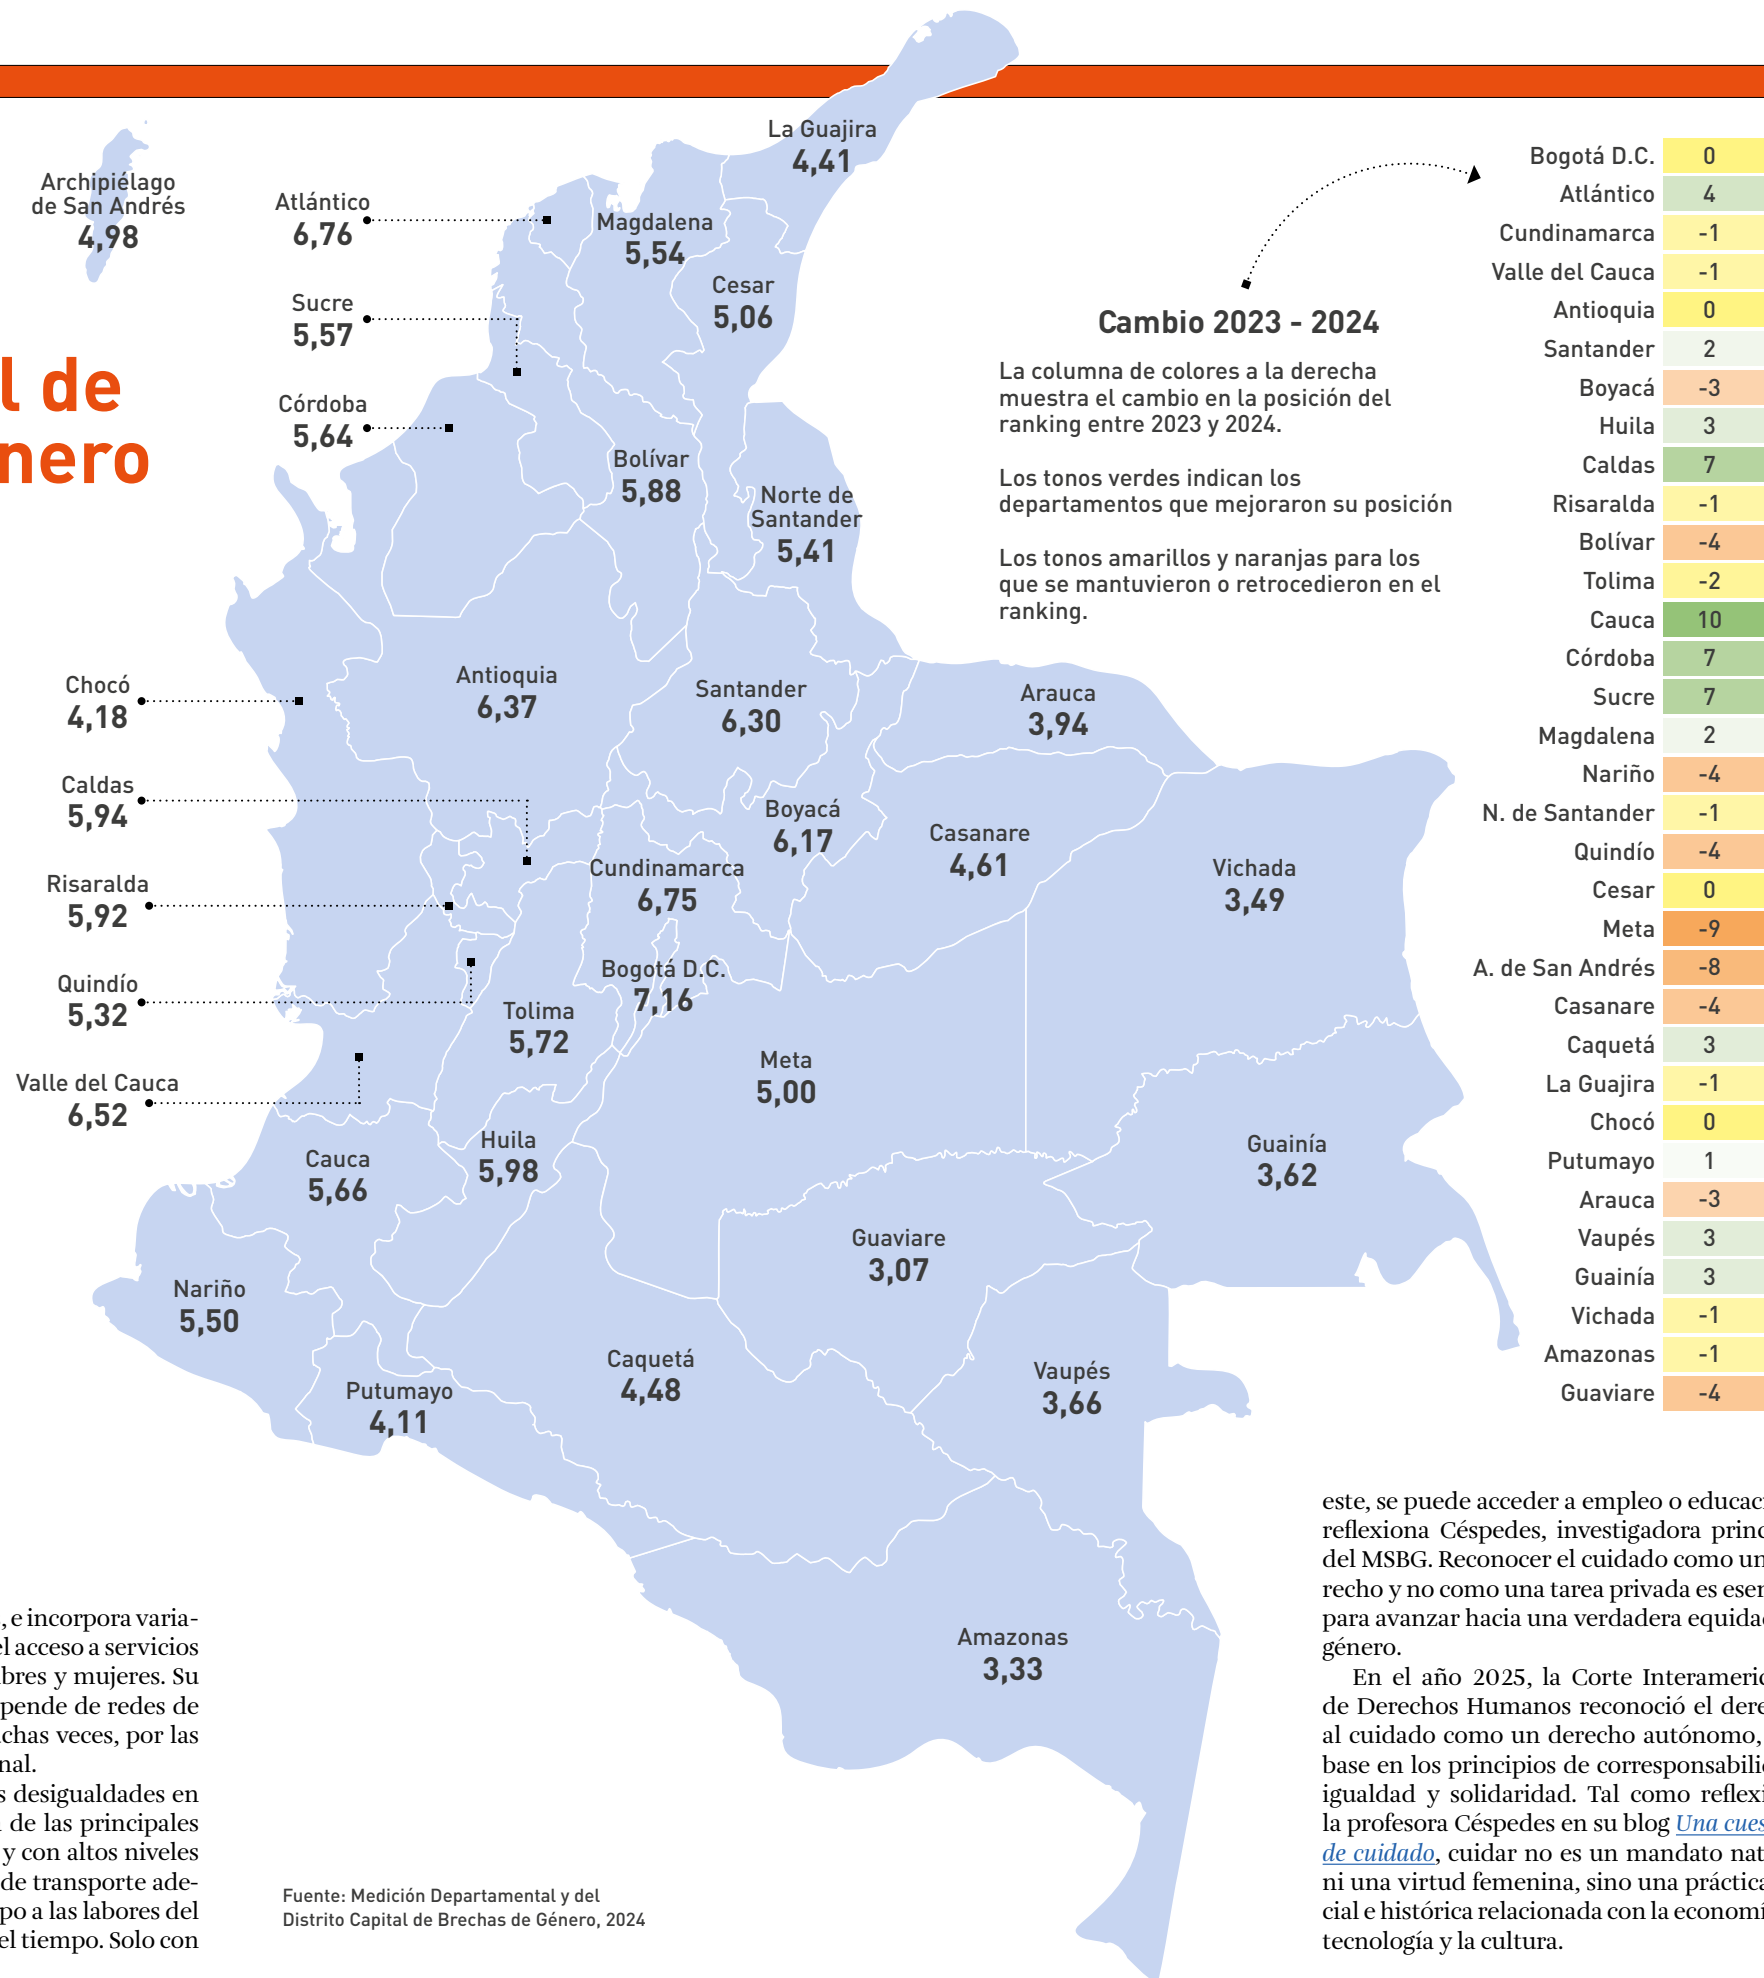 l de
nero
Archipiélago
de San Andrés
4,98
Atlántico
6,76
Sucre
5,57
Córdoba
5,64
Chocó
4,18
Caldas
5,94
Risaralda
5,92
Quindío
5,32
Valle del Cauca
6,52
La Guajira
4,41
Magdalena
5,54
Cesar
5,06
Bolívar
5,88
Norte de
Santander
5,41
Antioquia
6,37
Santander
6,30
Arauca
3,94
Boyacá
6,17
Casanare
4,61
Vichada
3,49
Cundinamarca
6,75
Bogotá D.C.
7,16
Tolima
5,72
Meta
5,00
Huila
5,98
Cauca
5,66
Guainía
3,62
Guaviare
3,07
Nariño
5,50
Caquetá
4,48
Vaupés
3,66
Putumayo
4,11
Amazonas
3,33
Cambio 2023 - 2024
La columna de colores a la derecha
muestra el cambio en la posición del
ranking entre 2023 y 2024.
Los tonos verdes indican los
departamentos que mejoraron su posición
Los tonos amarillos y naranjas para los
que se mantuvieron o retrocedieron en el
ranking.
Bogotá D.C. 0
Atlántico 4
Cundinamarca -1
Valle del Cauca -1
Antioquia 0
Santander 2
Boyacá -3
Huila 3
Caldas 7
Risaralda -1
Bolívar -4
Tolima -2
Cauca 10
Córdoba 7
Sucre 7
Magdalena 2
Nariño -4
N. de Santander -1
Quindío -4
Cesar 0
Meta -9
A. de San Andrés -8
Casanare -4
Caquetá 3
La Guajira -1
Chocó 0
Putumayo 1
Arauca -3
Vaupés 3
Guainía 3
Vichada -1
Amazonas -1
Guaviare -4
, e incorpora varia-
el acceso a servicios
bres y mujeres. Su
pende de redes de
chas veces, por las
nal.
s desigualdades en
de las principales
y con altos niveles
de transporte ade-
po a las labores del
el tiempo. Solo con
Fuente: Medición Departamental y del
Distrito Capital de Brechas de Género, 2024
este, se puede acceder a empleo o educaci
reflexiona Céspedes, investigadora princ
del MSBG. Reconocer el cuidado como un
recho y no como una tarea privada es esen
para avanzar hacia una verdadera equida
género.
En el año 2025, la Corte Interameric
de Derechos Humanos reconoció el dere
al cuidado como un derecho autónomo,
base en los principios de corresponsabili
igualdad y solidaridad. Tal como reflexi
la profesora Céspedes en su blog Una cues
de cuidado, cuidar no es un mandato nat
ni una virtud femenina, sino una práctica
cial e histórica relacionada con la economí
tecnología y la cultura.